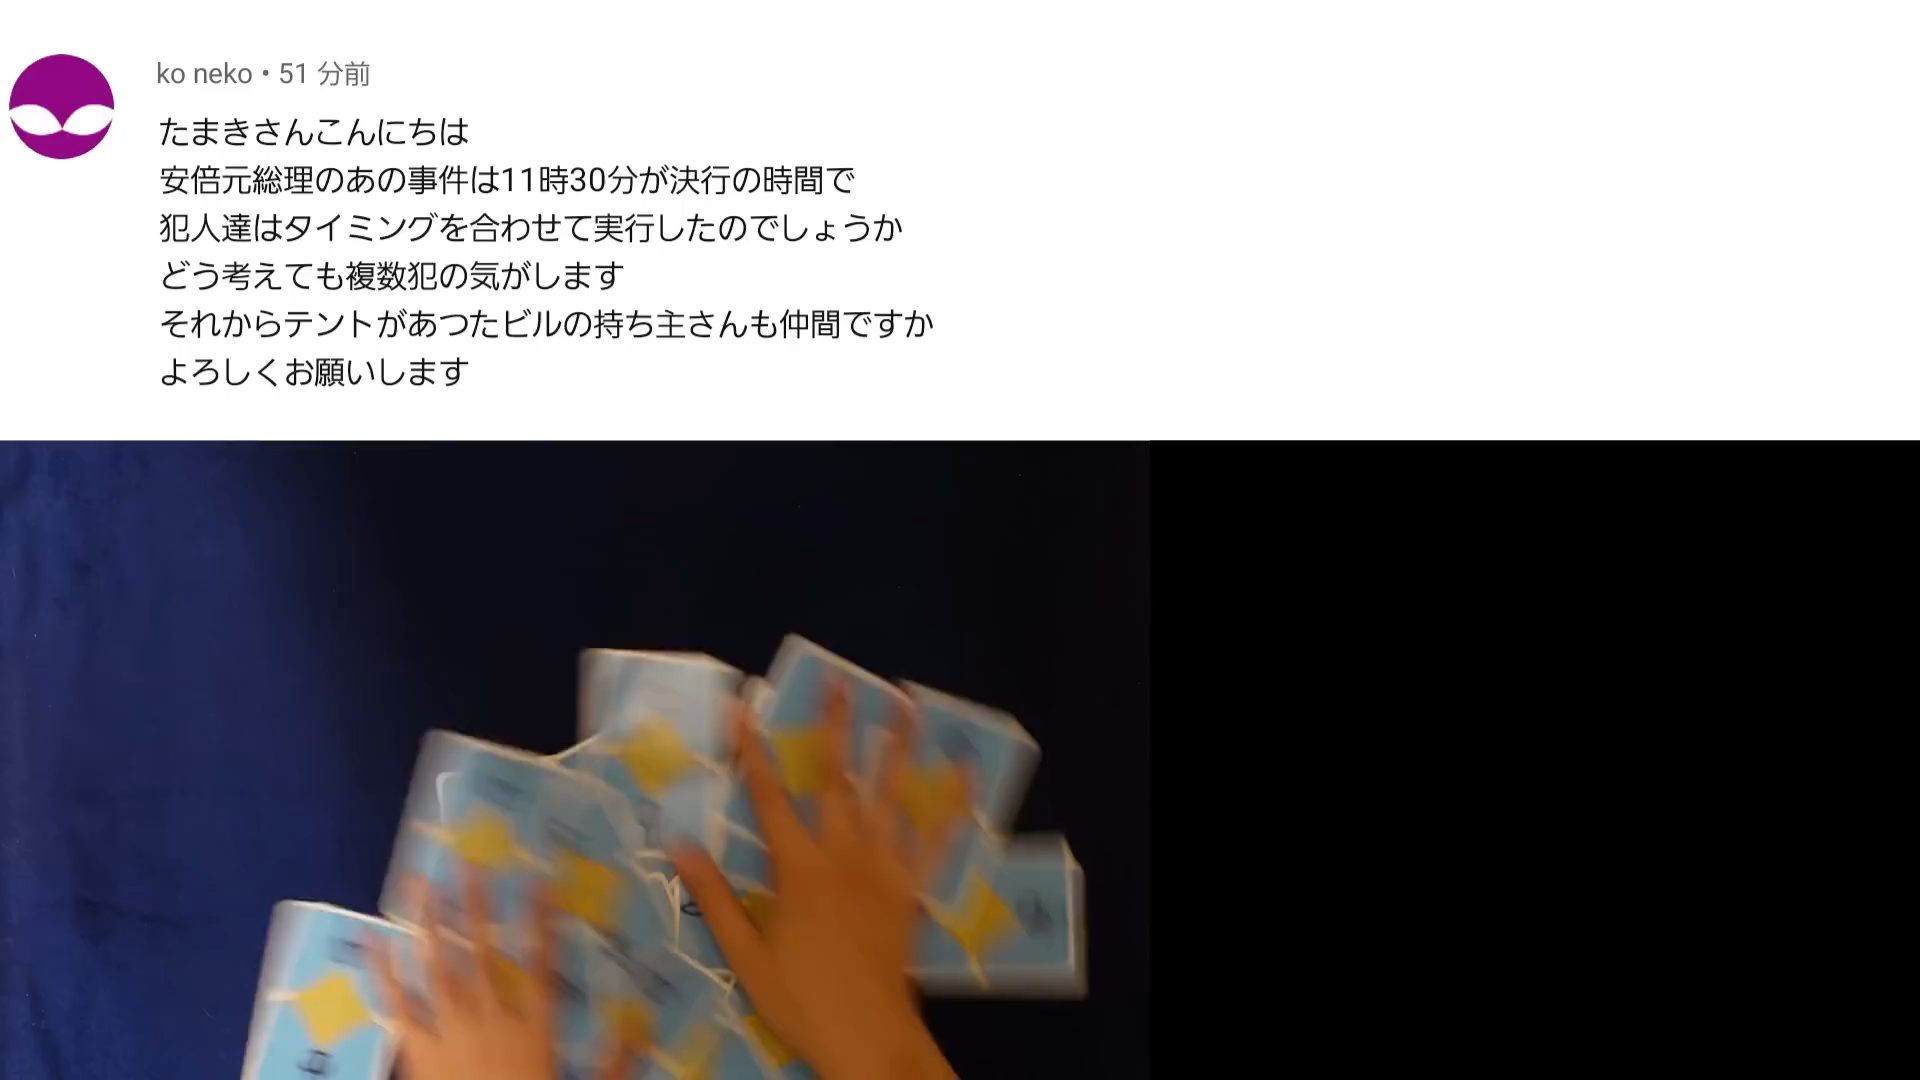 ko neko • 51 分前
たまきさんこんにちは
安倍元総理のあの事件は11時30分が決行の時間で
犯人達はタイミングを合わせて実行したのでしょうか
どう考えても複数犯の気がします
それからテントがあつたビルの持ち主さんも仲間ですか
よろしくお願いします